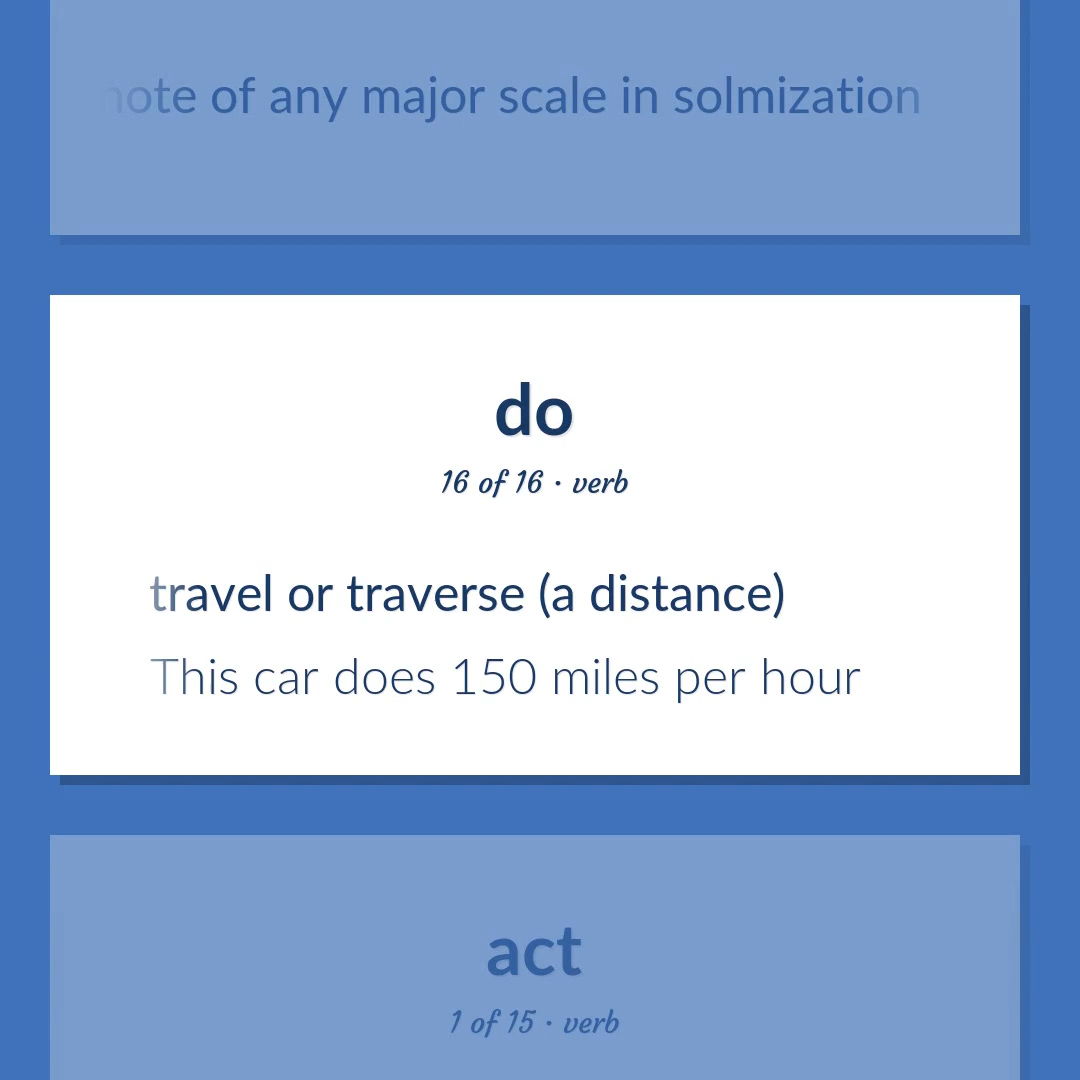 note of any major scale in solmization
do
16 of 16 · verb
travel or traverse (a distance)
This car does 150 miles per hour
act
1 of 15 · verb